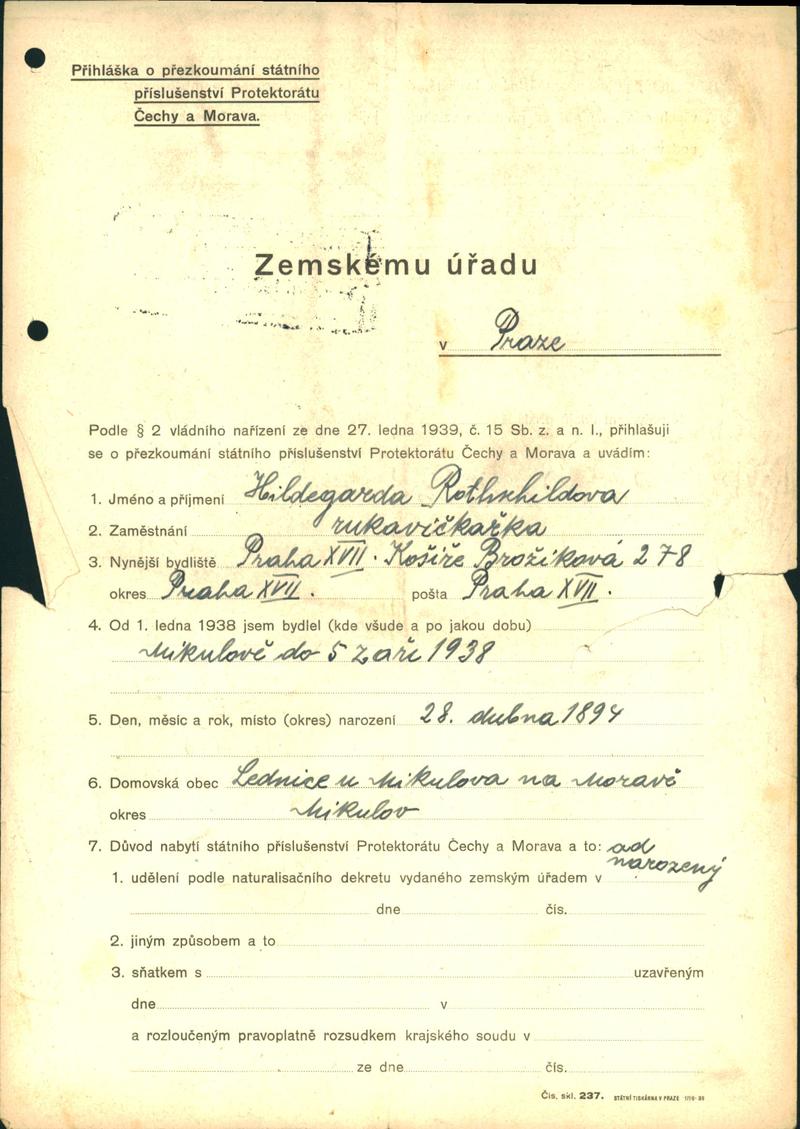 Přihláška o přezkoumání státního
příslušenství Protektorátu
Čechy a Morava.
Zemskému úřadu
v Praze
Podle § 2 vládního nařízení ze dne 27. ledna 1939, č. 15 Sb. z. a n. I., přihlašuji
se o přezkoumání státního příslušenství Protektorátu Čechy a Morava a uvádím:
1. Jméno a příjmení Hildegarda Rothschildova
2. Zaměstnání rukavičkařka
3. Nynější bydliště Praha XVII. Košíře Brožíková 278
okres Praha XVII. pošta Praha XVII.
4. Od 1. ledna 1938 jsem bydlel (kde všude a po jakou dobu)
Mikulově do 5 září 1938
5. Den, měsíc a rok, místo (okres) narození 28. dubna 1894
6. Domovská obec Lednice u Mikulova na Moravě
okres Mikulov
7. Důvod nabytí státního příslušenství Protektorátu Čechy a Morava a to: od
narozený
1. udělení podle naturalisačního dekretu vydaného zemským úřadem v
dne čís.
2. jiným způsobem a to
3. sňatkem s uzavřeným
dne v
a rozloučeným pravoplatně rozsudkem krajského soudu v
ze dne čís.
Čís. skl. 237. STÁTNÍ TISKÁRNA V PRAZE